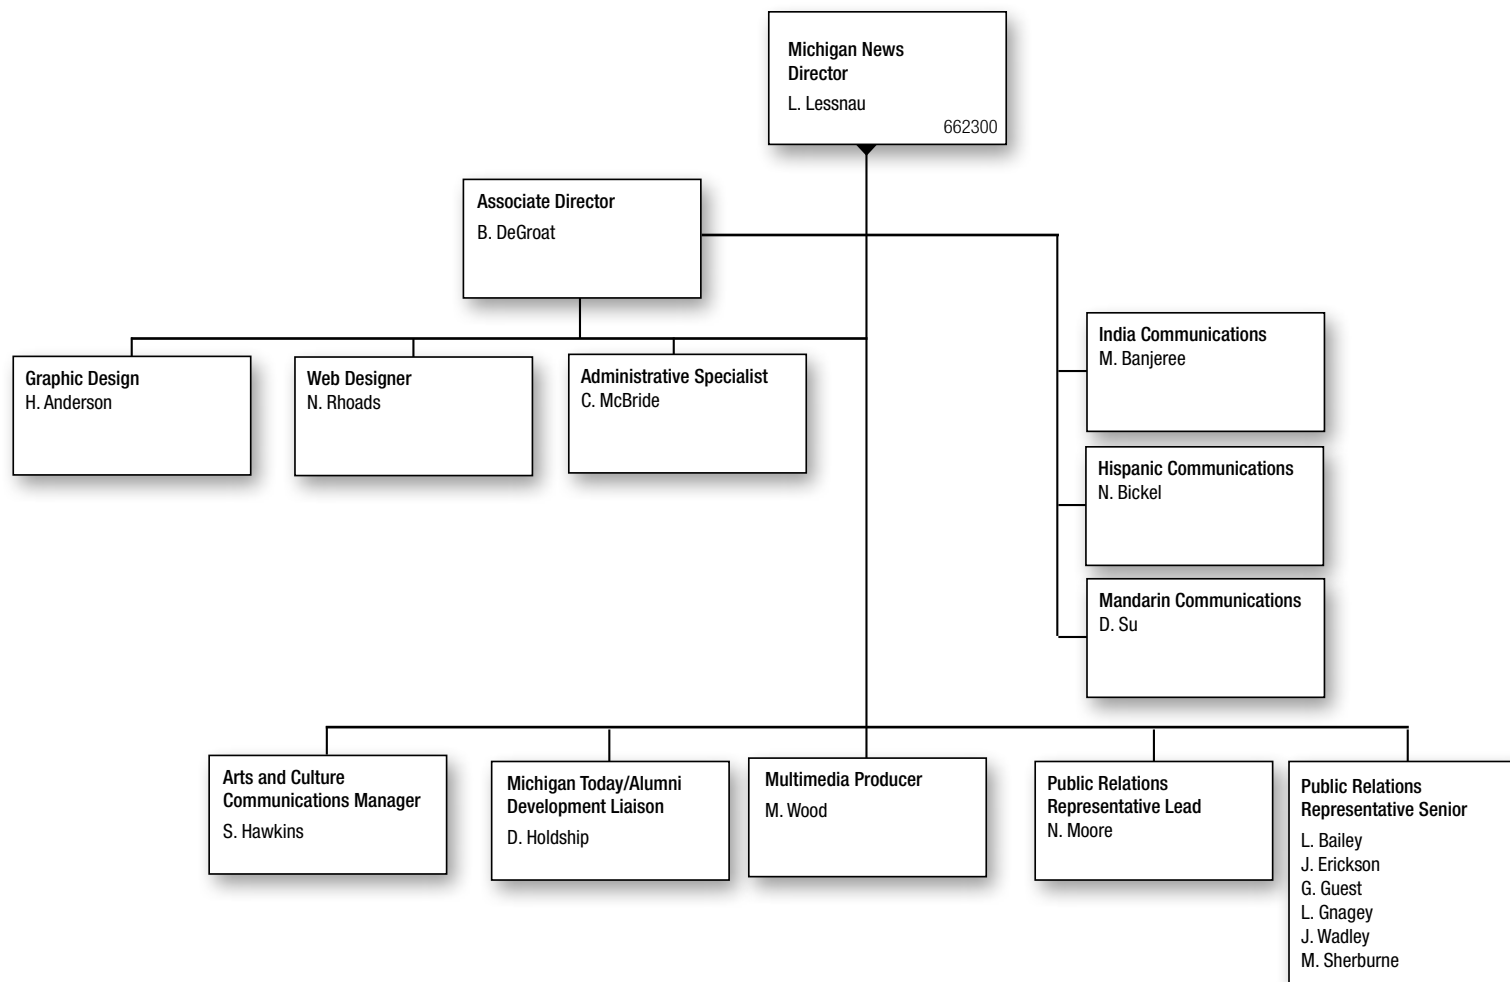 Michigan News
Director
L. Lessnau
662300
Associate Director
B. DeGroat
Graphic Design
H. Anderson
Web Designer
N. Rhoads
Administrative Specialist
C. McBride
India Communications
M. Banjeree
Hispanic Communications
N. Bickel
Mandarin Communications
D. Su
Arts and Culture
Communications Manager
S. Hawkins
Michigan Today/Alumni
Development Liaison
D. Holdship
Multimedia Producer
M. Wood
Public Relations
Representative Lead
N. Moore
Public Relations
Representative Senior
L. Bailey
J. Erickson
G. Guest
L. Gnagey
J. Wadley
M. Sherburne